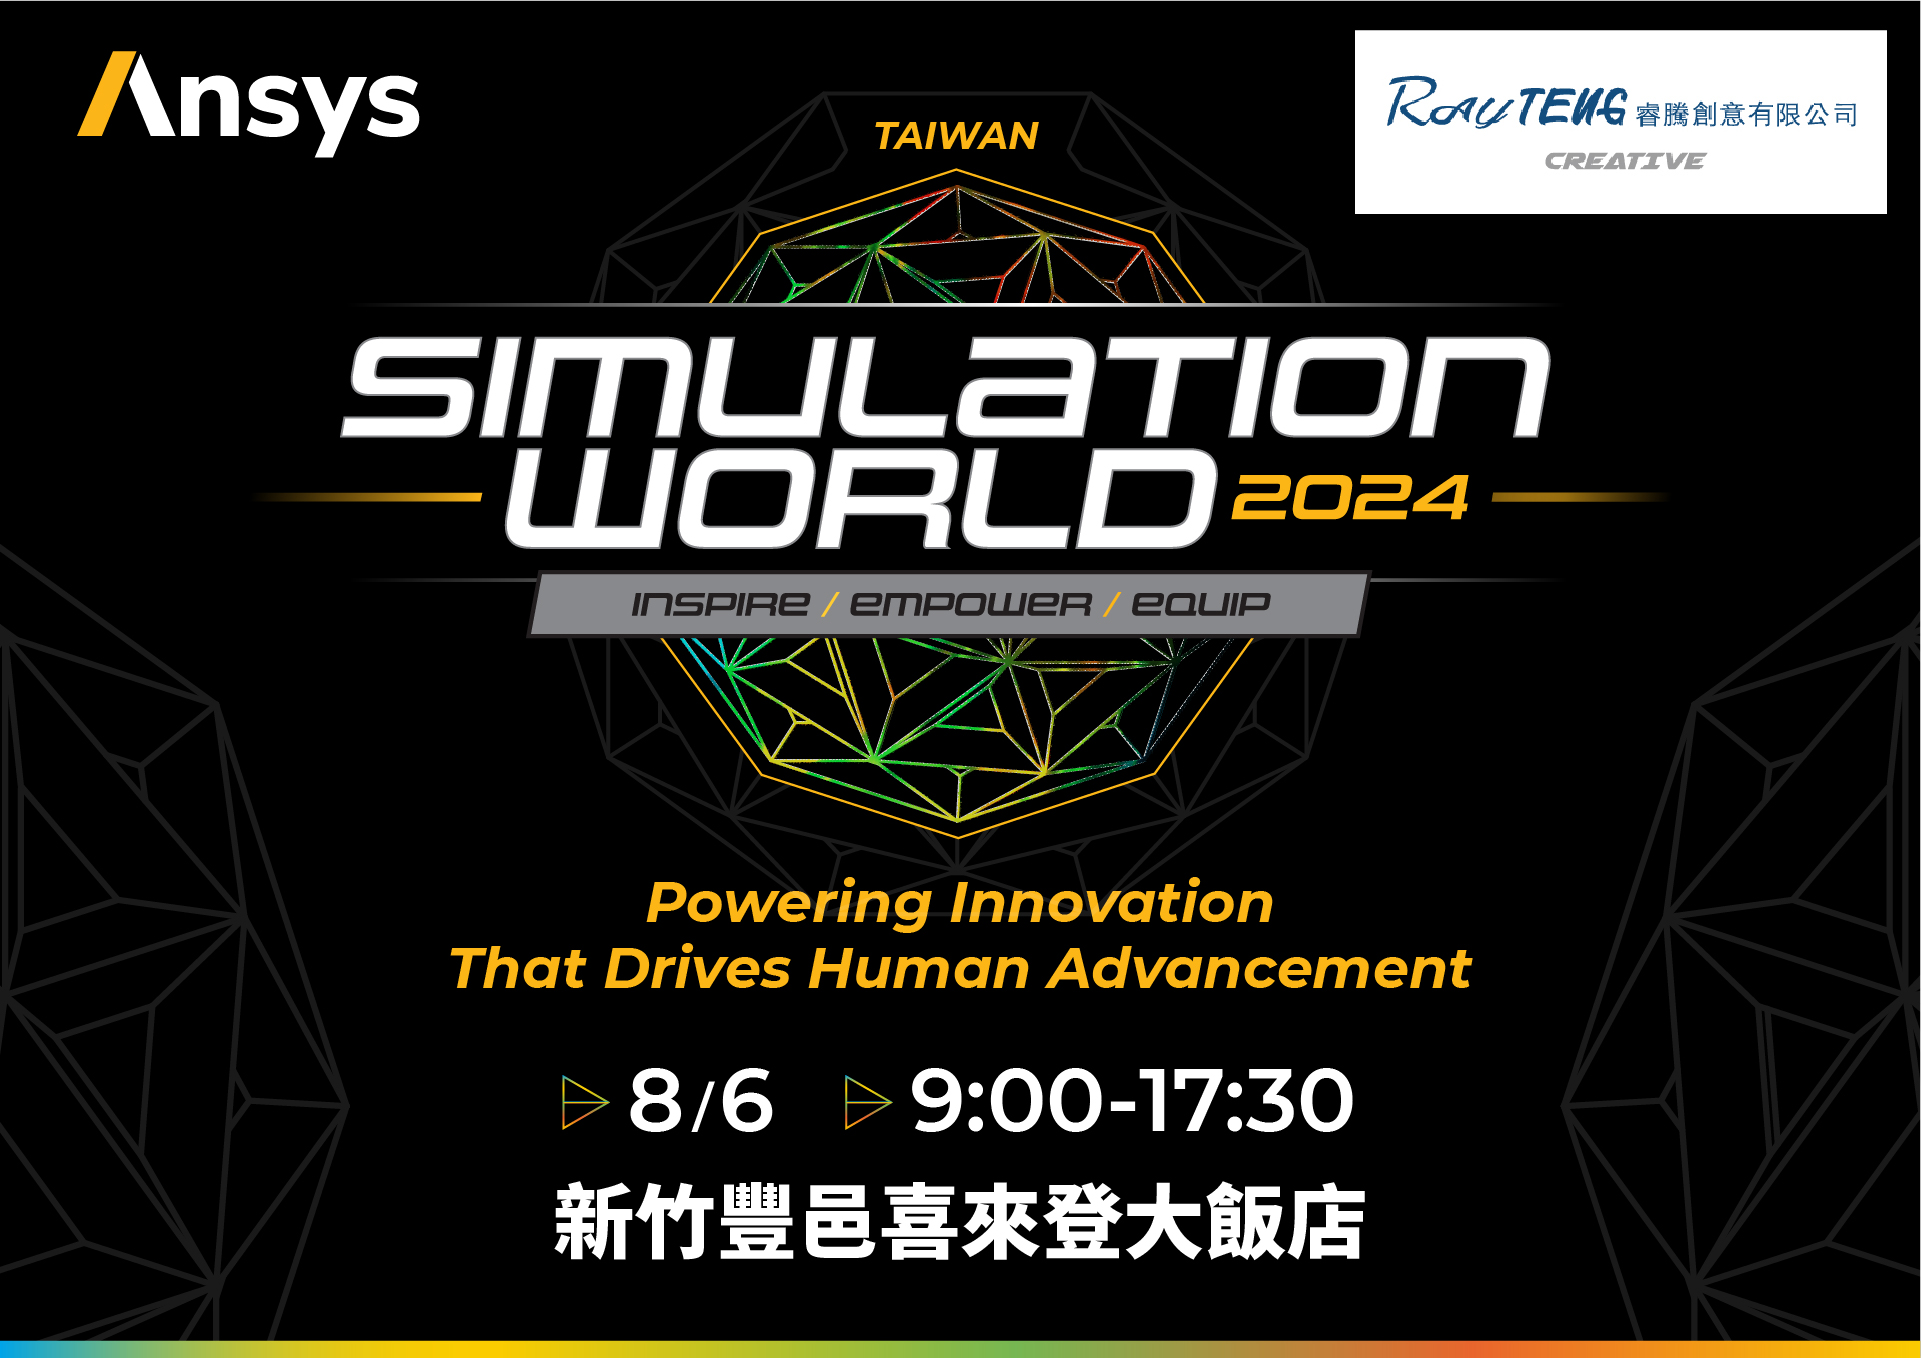 Ansys
RAYTENG 睿騰創意有限公司
CREATIVE
TAIWAN
SIMULATION
WORLD 2024
INSPIRE / EMPOWER / EQUIP
Powering Innovation
That Drives Human Advancement
8/6 9:00-17:30
新竹豐邑喜來登大飯店